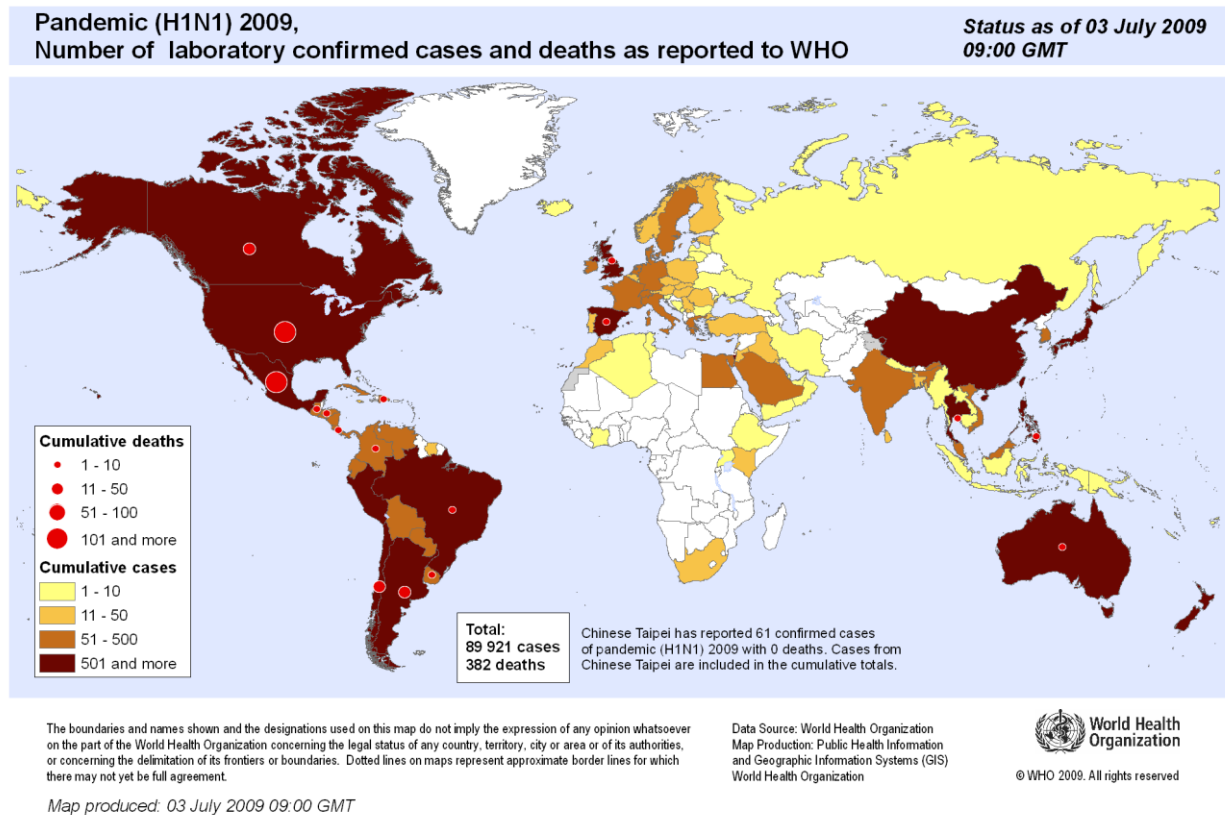 Pandemic (H1N1) 2009,
Number of laboratory confirmed cases and deaths as reported to WHO
Status as of 03 July 2009
09:00 GMT
Cumulative deaths
1 - 10
11 - 50
51 - 100
101 and more
Cumulative cases
1 - 10
11 - 50
51 - 500
501 and more
Total:
89 921 cases
382 deaths
Chinese Taipei has reported 61 confirmed cases
of pandemic (H1N1) 2009 with 0 deaths. Cases from
Chinese Taipei are included in the cumulative totals.
The boundaries and names shown and the designations used on this map do not imply the expression of any opinion whatsoever
on the part of the World Health Organization concerning the legal status of any country, territory, city or area or of its authorities,
or concerning the delimitation of its frontiers or boundaries. Dotted lines on maps represent approximate border lines for which
there may not yet be full agreement.
Map produced: 03 July 2009 09:00 GMT
Data Source: World Health Organization
Map Production: Public Health Information
and Geographic Information Systems (GIS)
World Health Organization
World Health
Organization
© WHO 2009. All rights reserved